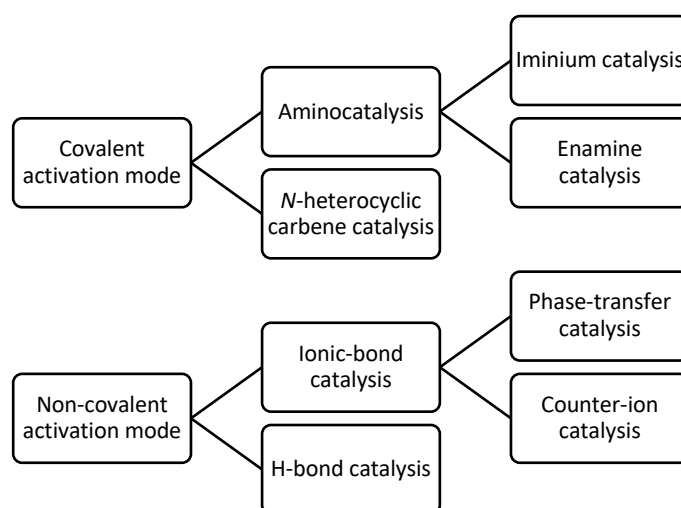 Iminium catalysis
Aminocatalysis
Covalent
activation mode
Enamine
catalysis
N-heterocyclic
carbene catalysis
Phase-transfer
catalysis
Ionic-bond
catalysis
Non-covalent
activation mode
Counter-ion
catalysis
H-bond catalysis